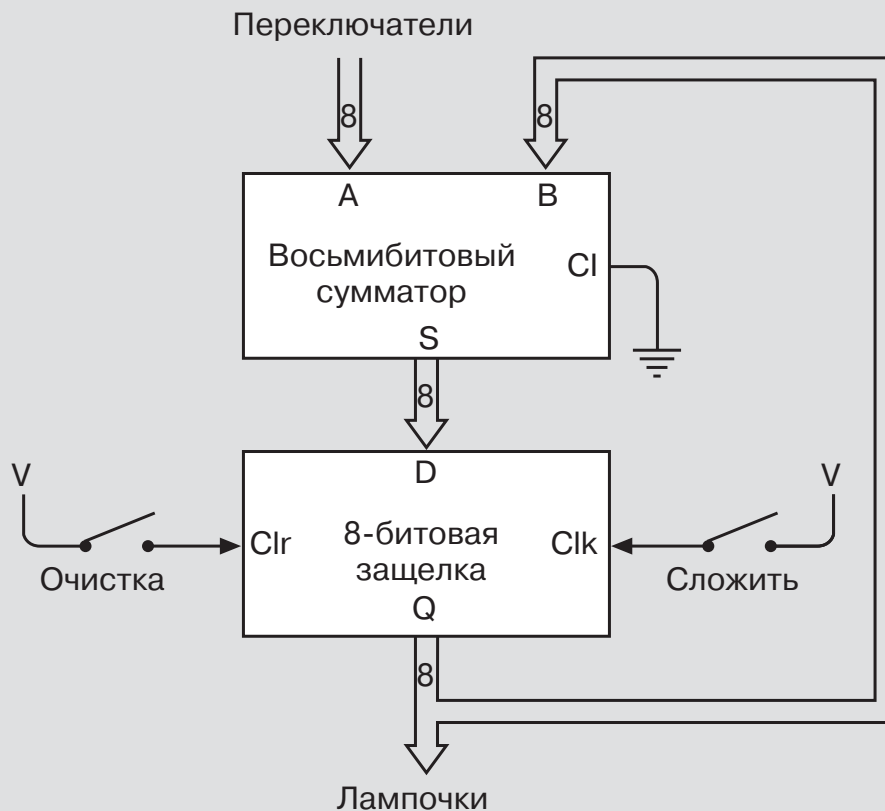 Переключатели
8
8
A
B
Восьмибитовый
сумматор
CI
S
8
V
V
D
Clr
8-битовая
защелка
Clk
Очистка
Сложить
Q
8
Лампочки